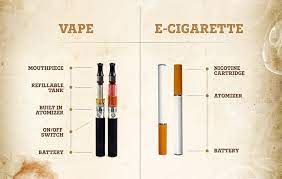 VAPE
E-CIGARETTE
MOUTHPIECE
REFILLABLE
TANK
BUILT IN
ATOMIZER
ON/OFF
SWITCH
BATTERY
NICOTINE
CARTRIDGE
ATOMIZER
BATTERY